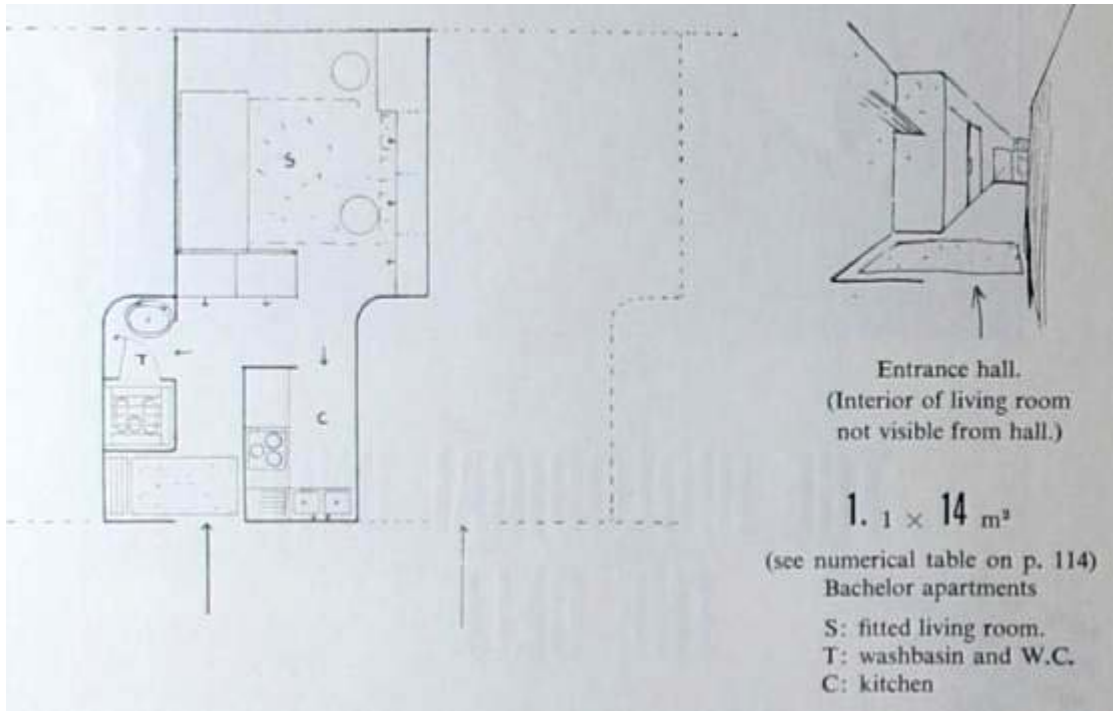 S
T
C
Entrance hall.
(Interior of living room
not visible from hall.)
1. 1 × 14 m²
(see numerical table on p. 114)
Bachelor apartments
S: fitted living room.
T: washbasin and W.C.
C: kitchen